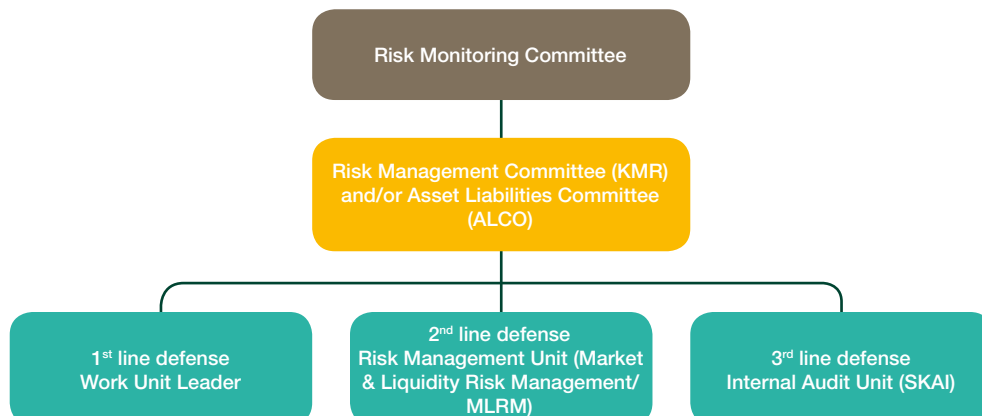 Risk Monitoring Committee
Risk Management Committee (KMR)
and/or Asset Liabilities Committee
(ALCO)
1st line defense
Work Unit Leader
2nd line defense
Risk Management Unit (Market
& Liquidity Risk Management/
MLRM)
3rd line defense
Internal Audit Unit (SKAI)